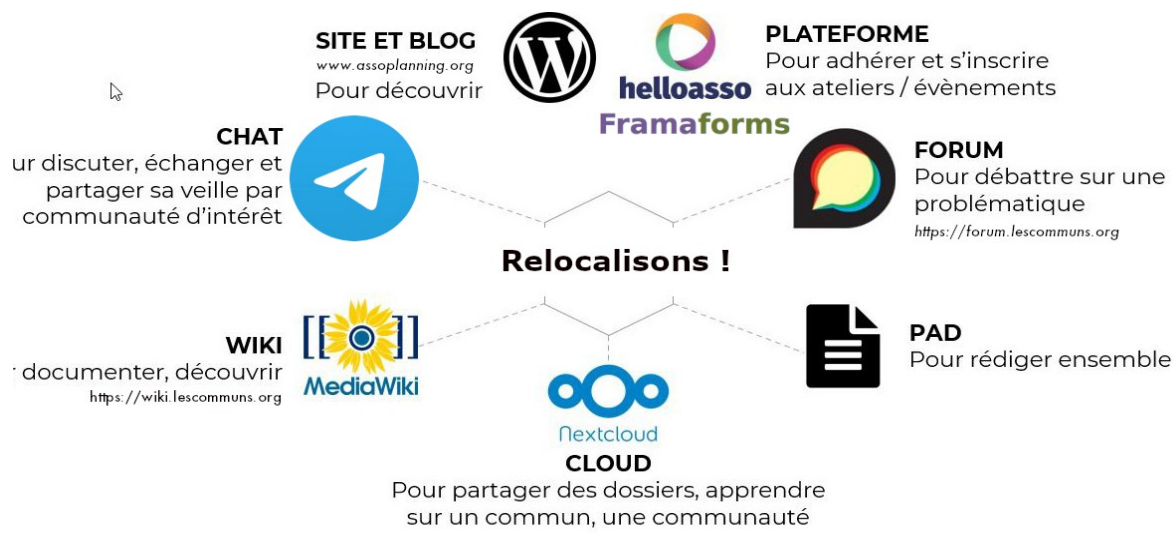 SITE ET BLOG
www.assoplanning.org
Pour découvrir
helloasso
Framaforms
PLATEFORME
Pour adhérer et s'inscrire
aux ateliers / évènements
CHAT
ur discuter, échanger et
partager sa veille par
communauté d'intérêt
FORUM
Pour débattre sur une
problématique
https://forum.lescommuns.org
Relocalisons !
WIKI
documenter, découvrir
https://wiki.lescommuns.org
[[ ]]
MediaWiki
PAD
Pour rédiger ensemble
Nextcloud
CLOUD
Pour partager des dossiers, apprendre
sur un commun, une communauté